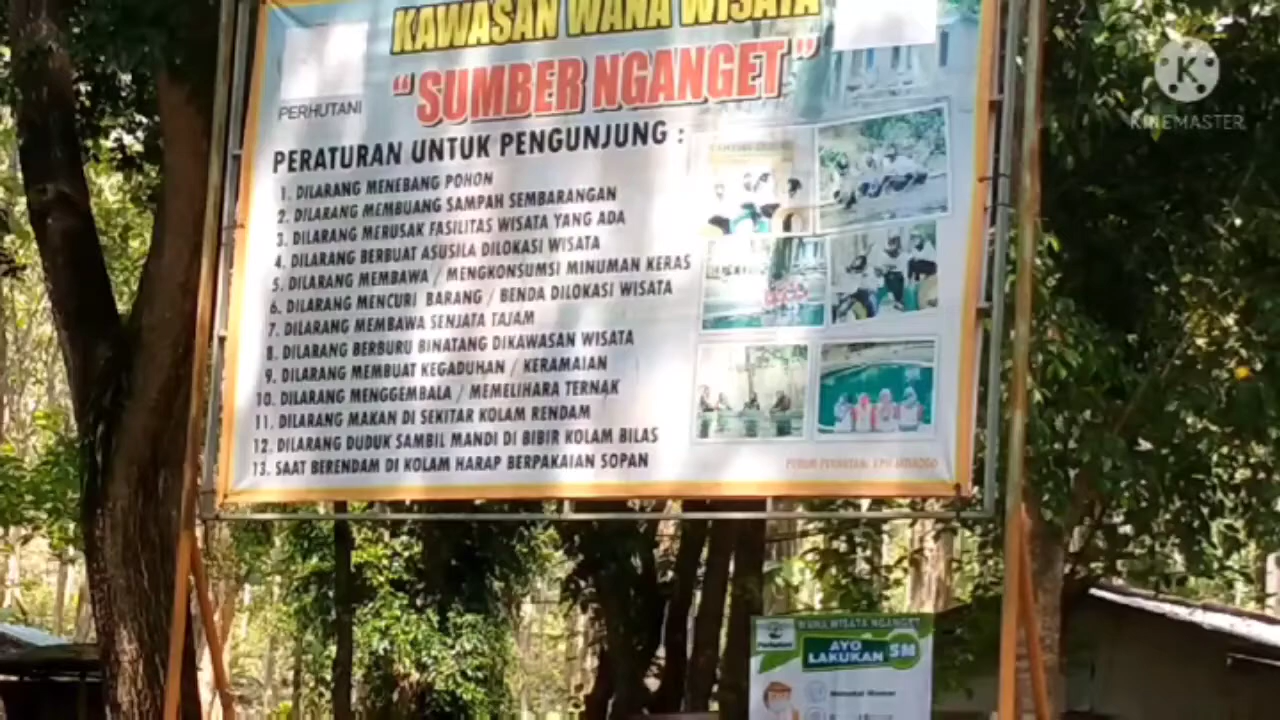 KAWASAN WANA WISATA
"SUMBER NGANGET"
PERHUTANI
PERATURAN UNTUK PENGUNJUNG :
1. DILARANG MENEBANG POHON
2. DILARANG MEMBUANG SAMPAH SEMBARANGAN
3. DILARANG MERUSAK FASILITAS WISATA YANG ADA
4. DILARANG BERBUAT ASUSILA DILOKASI WISATA
5. DILARANG MEMBAWA / MENGKONSUMSI MINUMAN KERAS
6. DILARANG MENCURI BARANG / BENDA DILOKASI WISATA
7. DILARANG MEMBAWA SENJATA TAJAM
8. DILARANG BERBURU BINATANG DIKAWASAN WISATA
9. DILARANG MEMBUAT KEGADUHAN / KERAMAIAN
10. DILARANG MENGGEMBALA / MEMELIHARA TERNAK
11. DILARANG MAKAN DI SEKITAR KOLAM RENDAM
12. DILARANG DUDUK SAMBIL MANDI DI BIBIR KOLAM BILAS
13. SAAT BERENDAM DI KOLAM HARAP BERPAKAIAN SOPAN
K
KINEMASTER
WANA WISATA NGANGET
AYO
LAKUKAN 5M